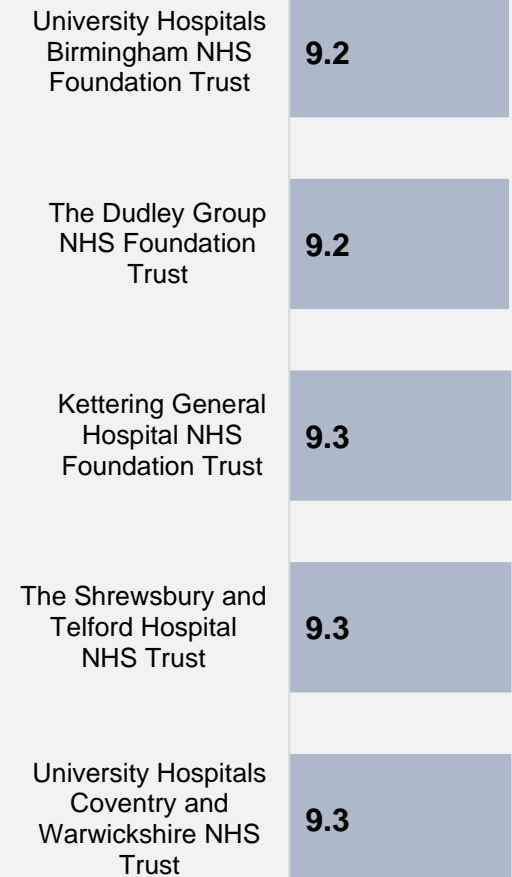 University Hospitals
Birmingham NHS
Foundation Trust
9.2
The Dudley Group
NHS Foundation
Trust
9.2
Kettering General
Hospital NHS
Foundation Trust
9.3
The Shrewsbury and
Telford Hospital
NHS Trust
9.3
University Hospitals
Coventry and
Warwickshire NHS
Trust
9.3